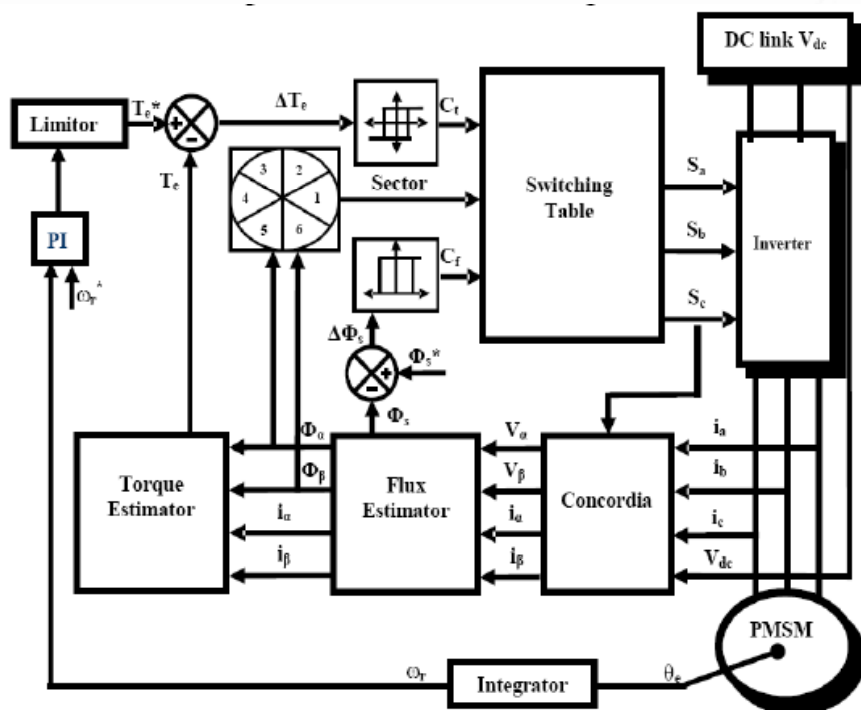 DC link Vdc
Limitor
Te*
+
-
ΔTe
Ct
Te
3
2
4
1
5
6
Sector
Switching
Table
Sa
Sb
Sc
Inverter
PI
ωr*
Cf
ΔΦs
+
-
Φs*
Φs
Torque
Estimator
Φα
Φβ
iα
iβ
Flux
Estimator
Vα
Vβ
iα
iβ
Concordia
ia
ib
ic
Vdc
PMSM
ωr
Integrator
θe